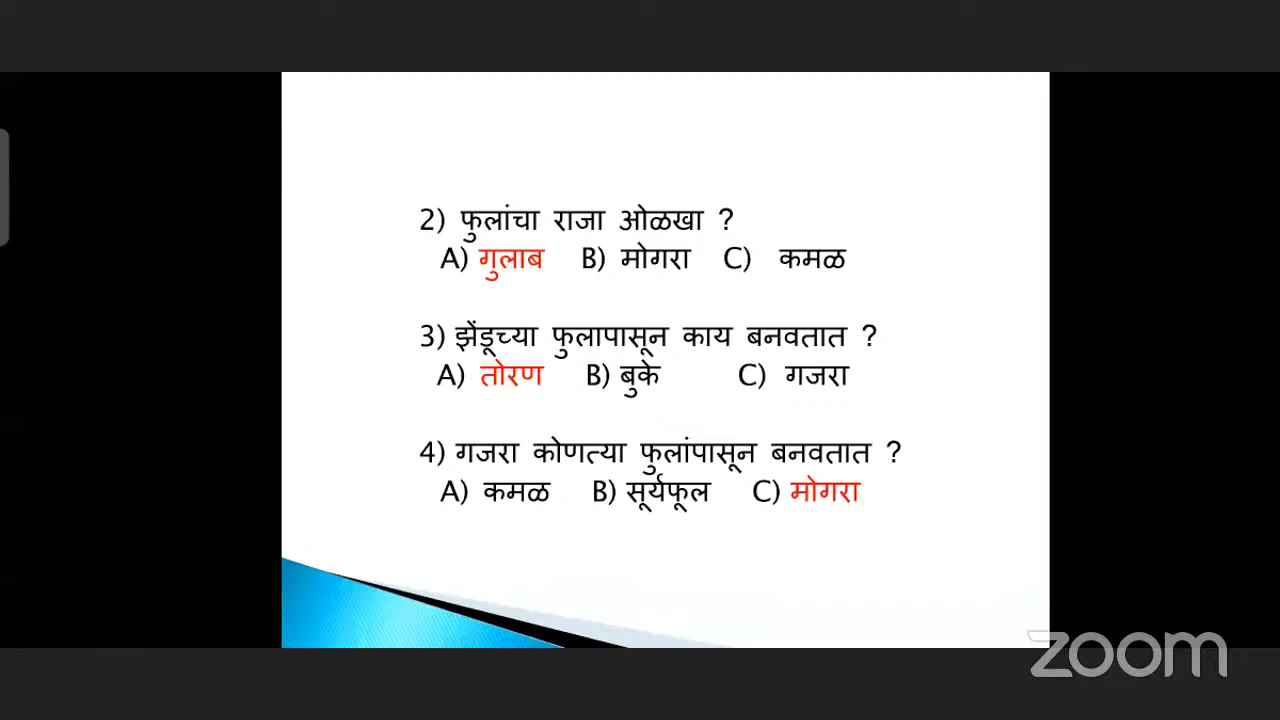 2) फुलांचा राजा ओळखा ?
A) गुलाब B) मोगरा C) कमळ
3) झेंडूच्या फुलापासून काय बनवतात ?
A) तोरण B) बुके C) गजरा
4) गजरा कोणत्या फुलांपासून बनवतात ?
A) कमळ B) सूर्यफूल C) मोगरा
zoom